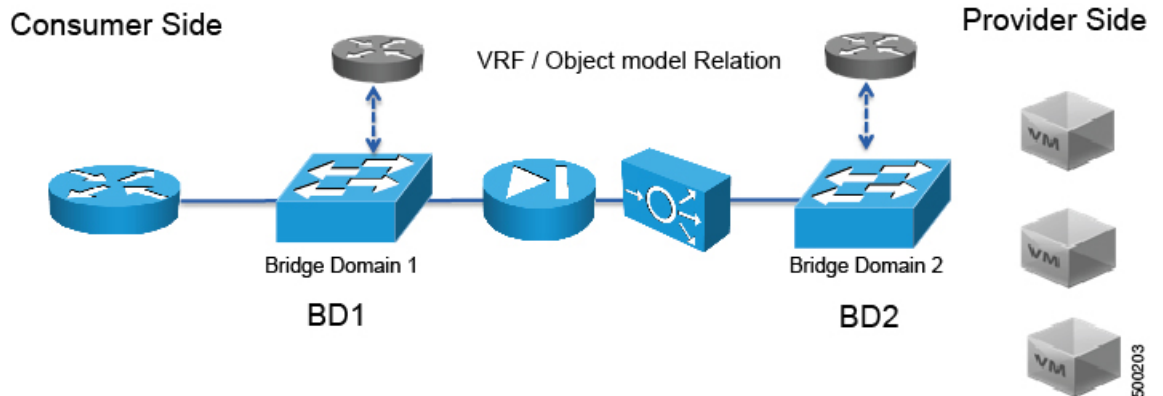 Consumer Side
Provider Side
VRF / Object model Relation
VM
VM
VM
Bridge Domain 1
Bridge Domain 2
BD1
BD2
500203